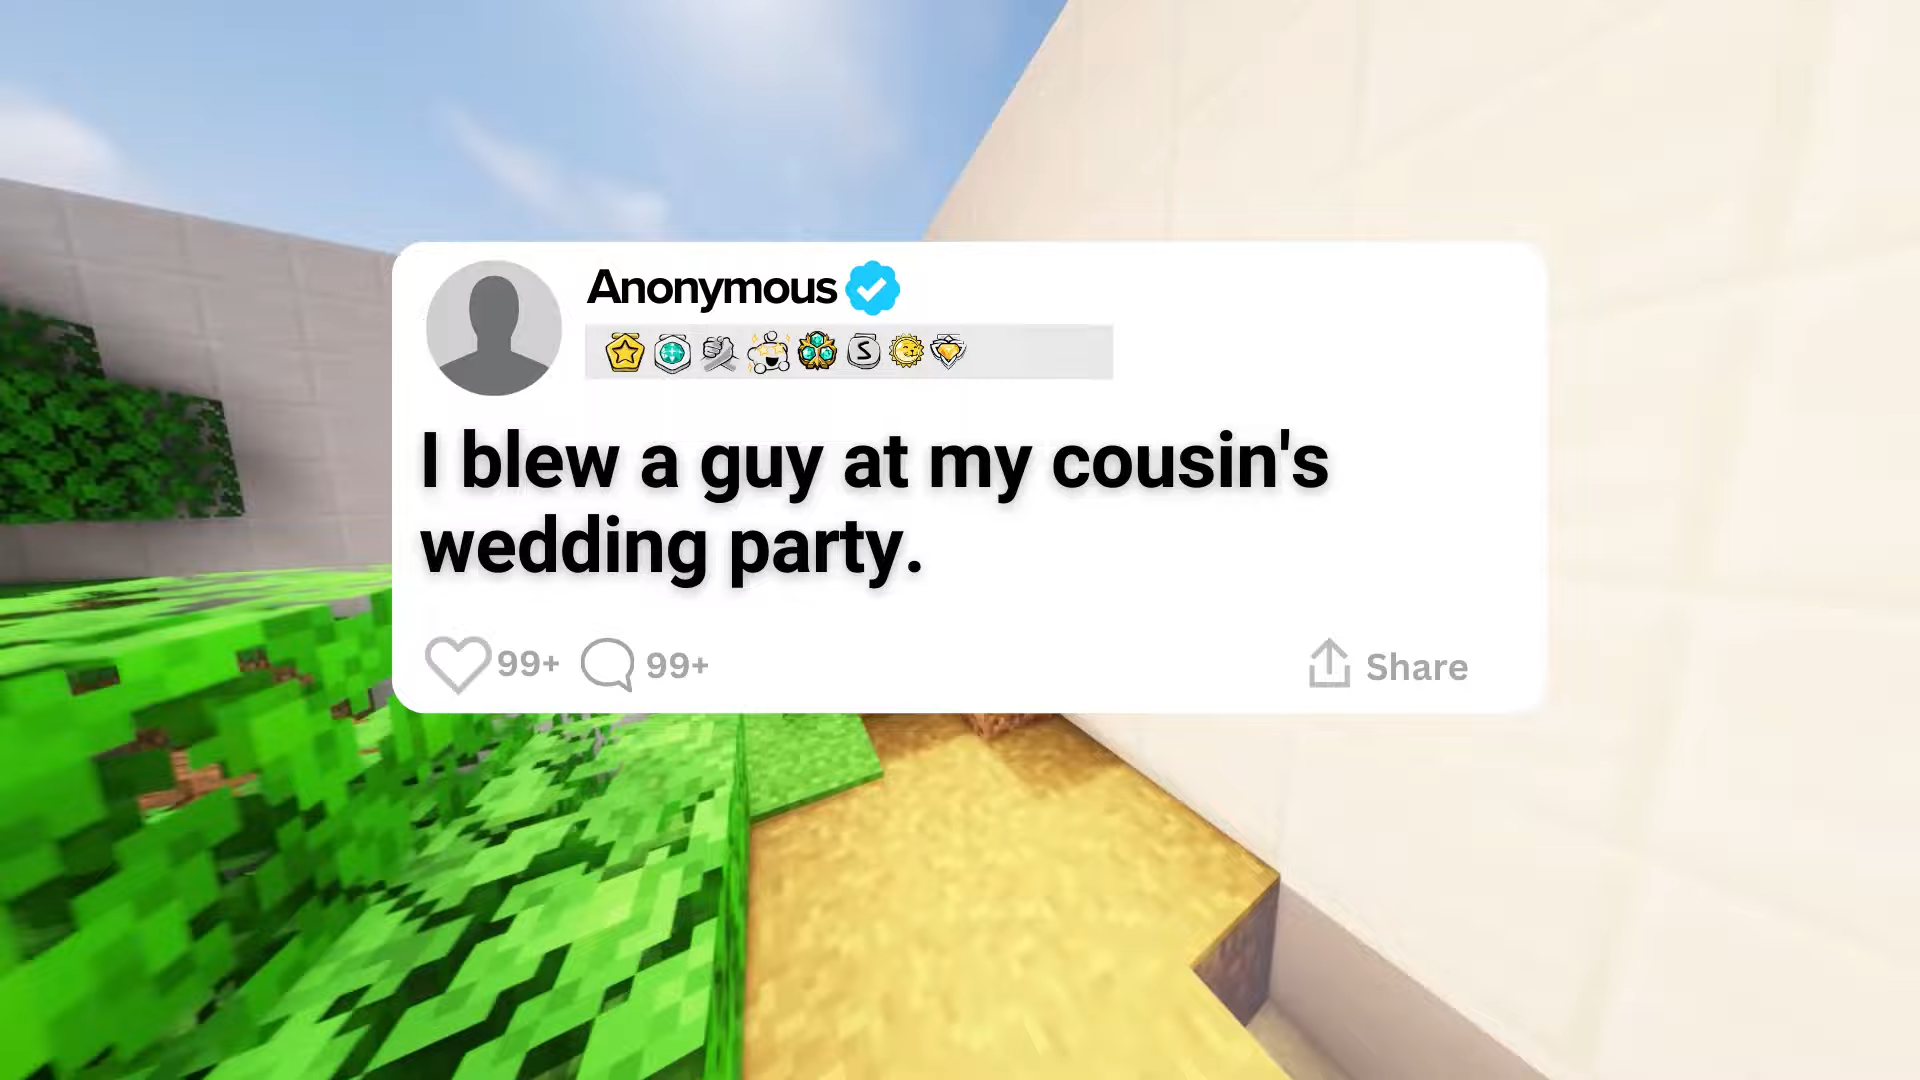 Anonymous
I blew a guy at my cousin's
wedding party.
99+ 99+ Share